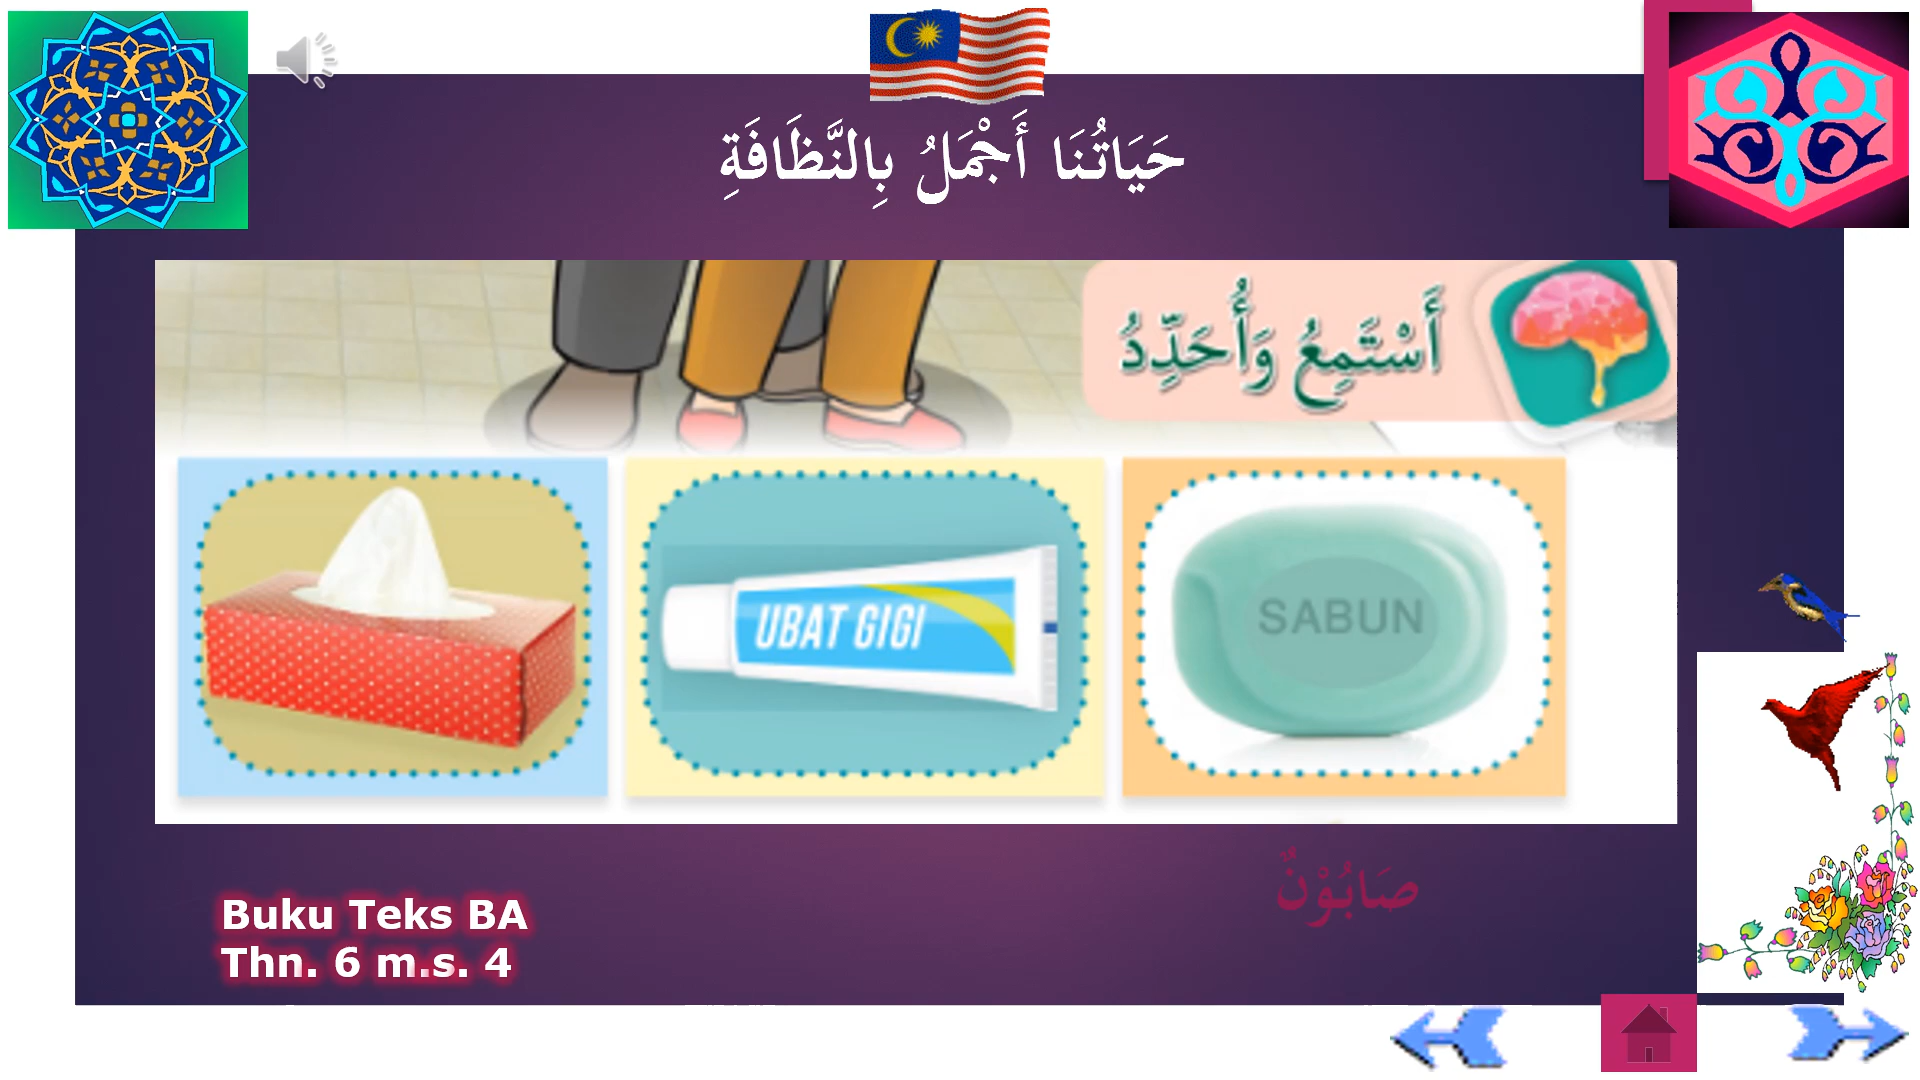 حَيَاتُنَا أَجْمَلُ بِالنَّظَافَةِ
أَسْتَمِعُ وَأُحَدِّدُ
UBAT GIGI
SABUN
صَابُوْنٌ
Buku Teks BA
Thn. 6 m.s. 4